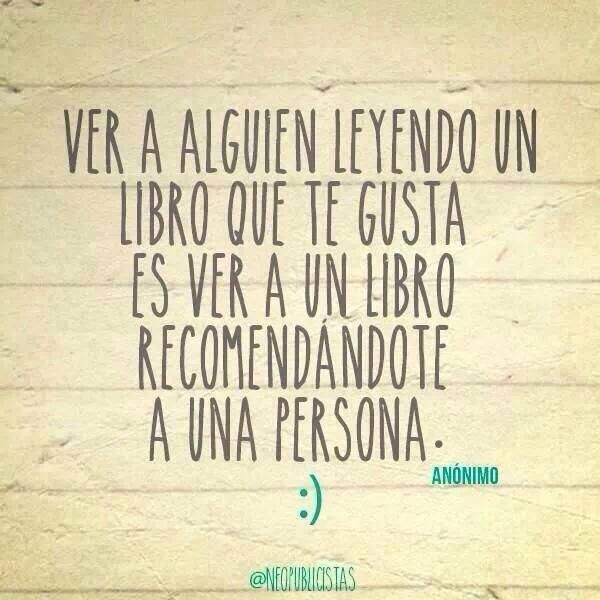 VER A ALGUIEN LEYENDO UN
LIBRO QUE TE GUSTA
ES VER A UN LIBRO
RECOMENDÁNDOTE
A UNA PERSONA.
ANÓNIMO
:)
@NEOPUBLICISTAS